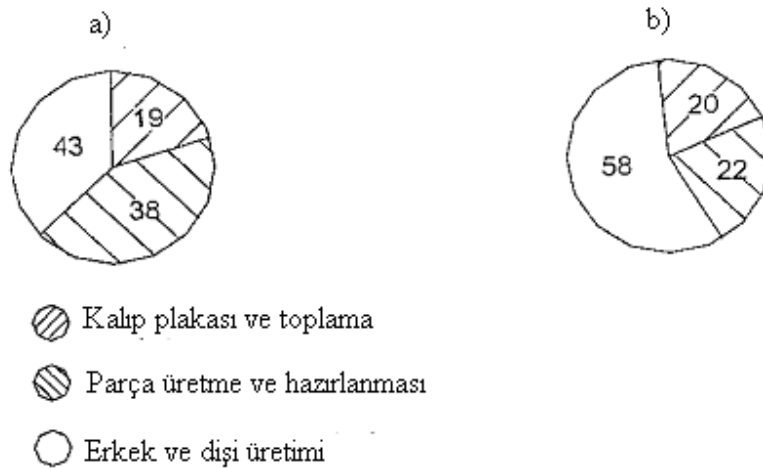 a)
b)
19
43
38
20
58
22
Kalıp plakası ve toplama
Parça üretme ve hazırlanması
Erkek ve dişi üretimi